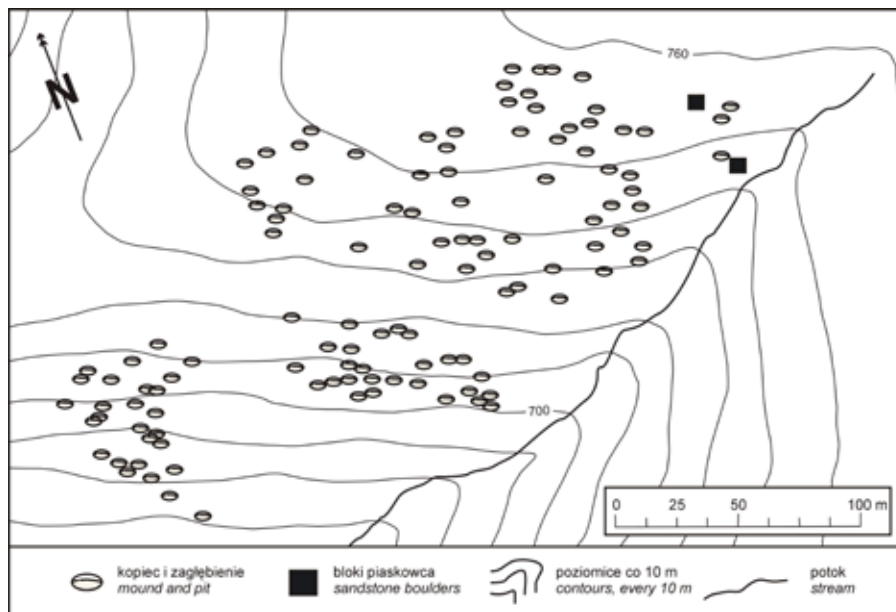 N
760
700
0 25 50 100 m
kopiec i zagłębienie
mound and pit
bloki piaskowca
sandstone boulders
poziomice co 10 m
contours, every 10 m
potok
stream